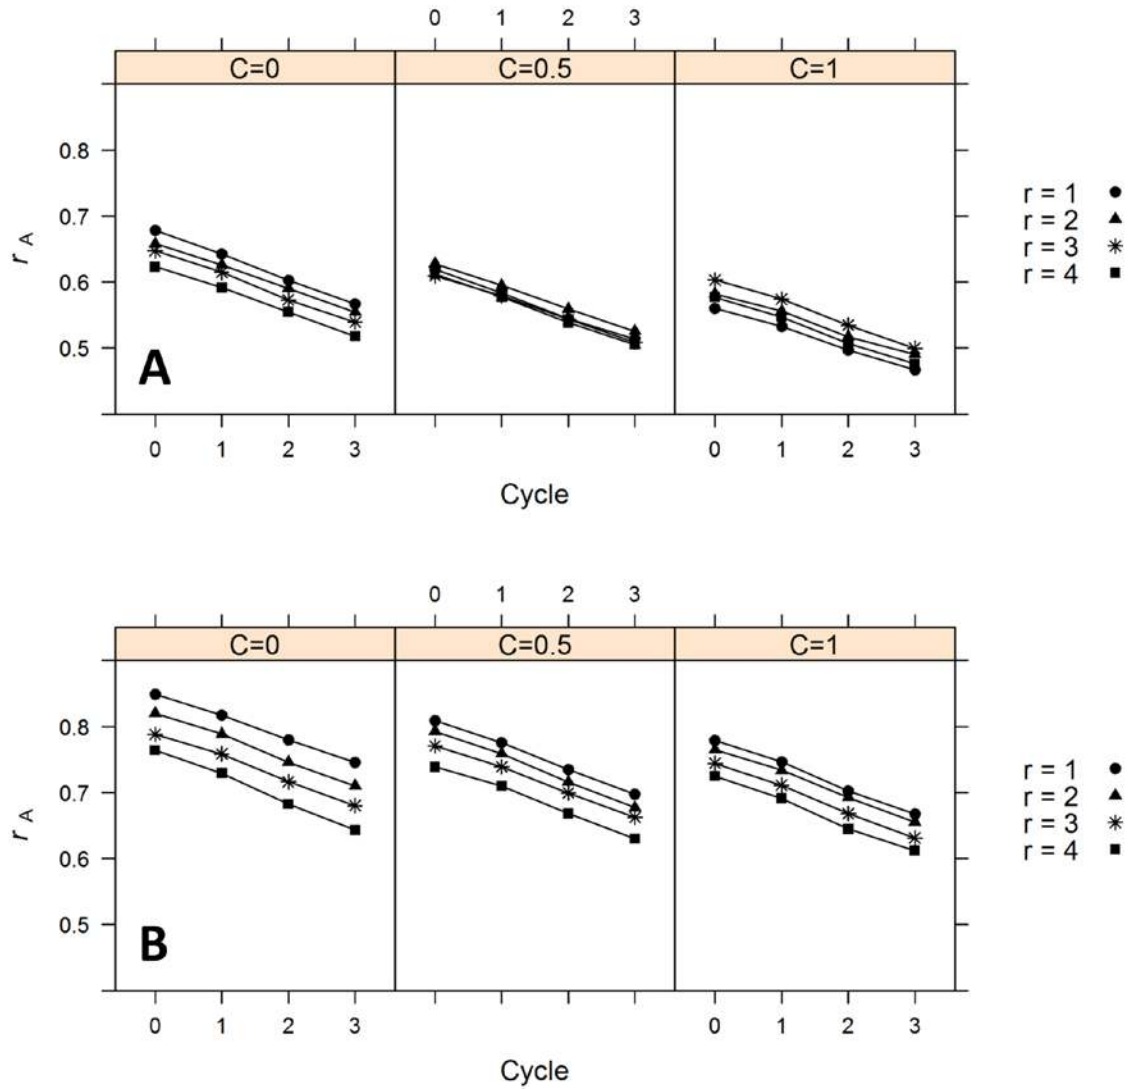 0 1 2 3
C=0 C=0.5 C=1
0.8
0.7
0.6
0.5
r A
A
r = 1
r = 2
r = 3
r = 4
0 1 2 3 0 1 2 3
Cycle
0 1 2 3
C=0 C=0.5 C=1
0.8
0.7
0.6
0.5
r A
B
r = 1
r = 2
r = 3
r = 4
0 1 2 3 0 1 2 3
Cycle